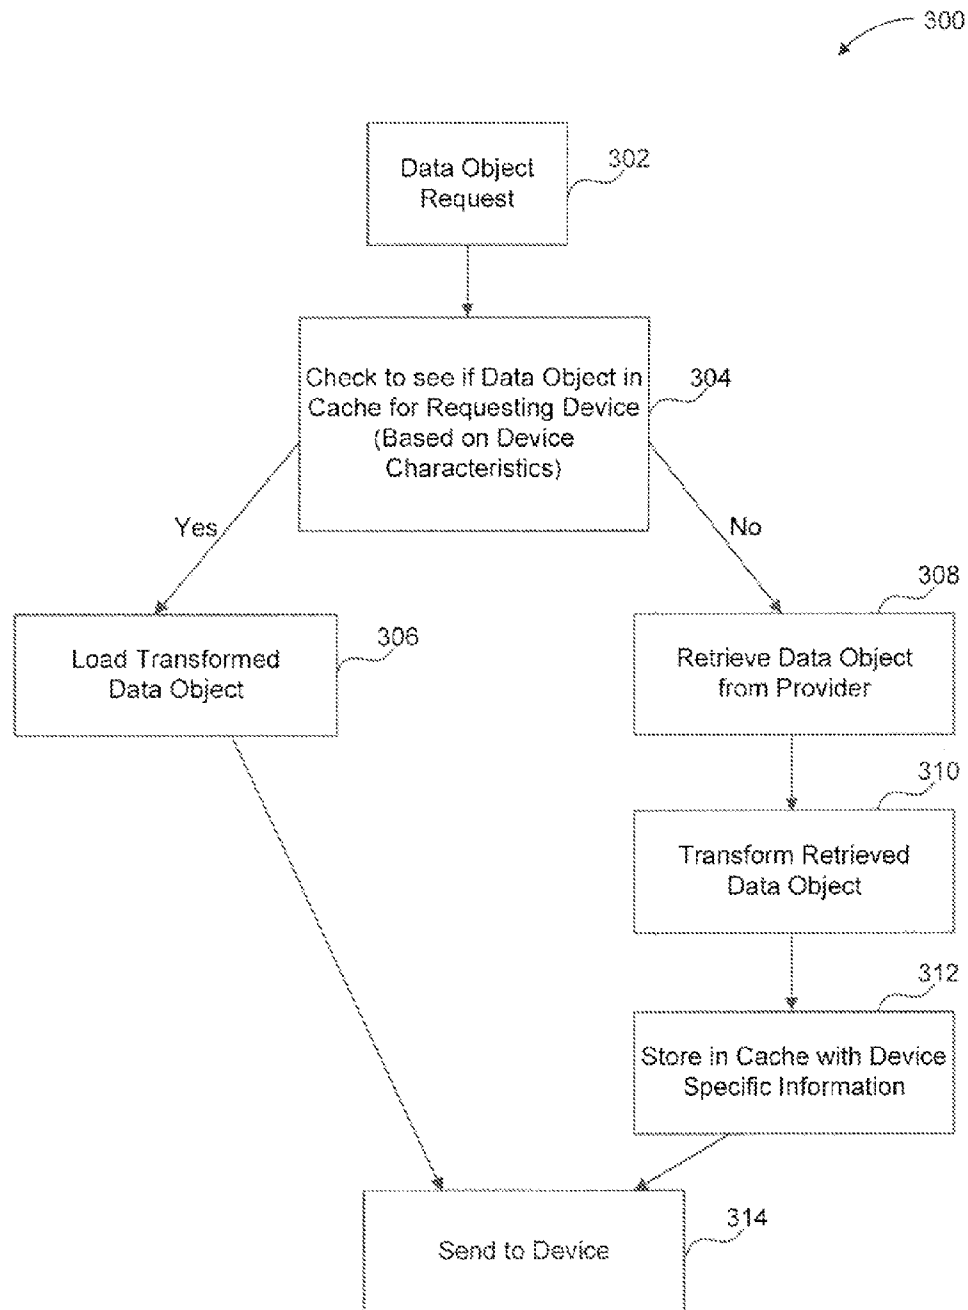 300
Data Object
Request
302
Check to see if Data Object in
Cache for Requesting Device
(Based on Device
Characteristics)
304
Yes
No
Load Transformed
Data Object
306
308
Retrieve Data Object
from Provider
310
Transform Retrieved
Data Object
312
Store in Cache with Device
Specific Information
Send to Device
314